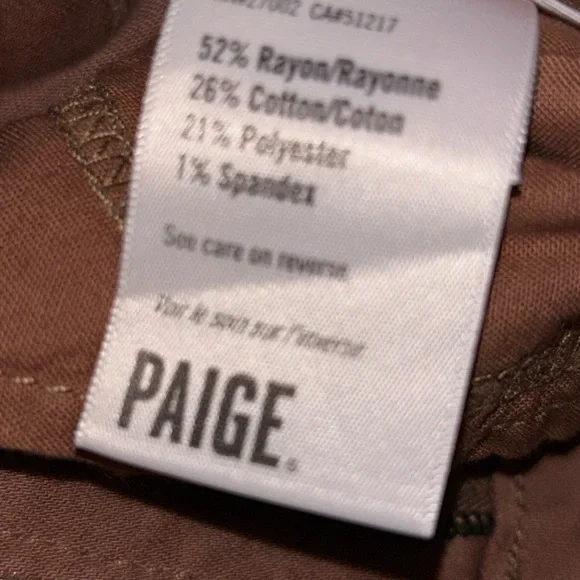 CA#51217
52% Rayon/Rayonne
26% Cotton/Coton
21% Polyester
1% Spandex
See care on reverse
Voir le soin sur l'inverse
PAIGE